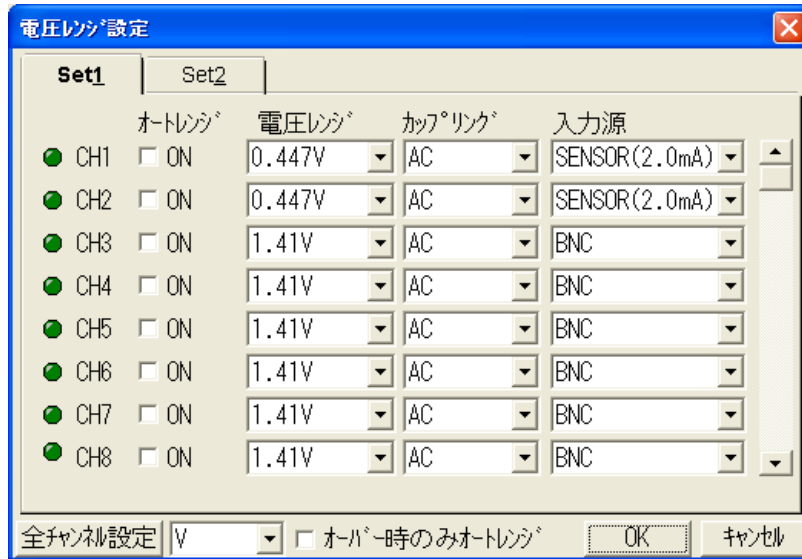 電圧ﾚﾝｼﾞ設定
Set1 Set2
ｵｰﾄﾚﾝｼﾞ 電圧ﾚﾝｼﾞ ｶｯﾌﾟﾘﾝｸﾞ 入力源
CH1 ON 0.447V AC SENSOR(2.0mA)
CH2 ON 0.447V AC SENSOR(2.0mA)
CH3 ON 1.41V AC BNC
CH4 ON 1.41V AC BNC
CH5 ON 1.41V AC BNC
CH6 ON 1.41V AC BNC
CH7 ON 1.41V AC BNC
CH8 ON 1.41V AC BNC
全ﾁｬﾝﾈﾙ設定 V ｵｰﾊﾞｰ時のみｵｰﾄﾚﾝｼﾞ OK ｷｬﾝｾﾙ